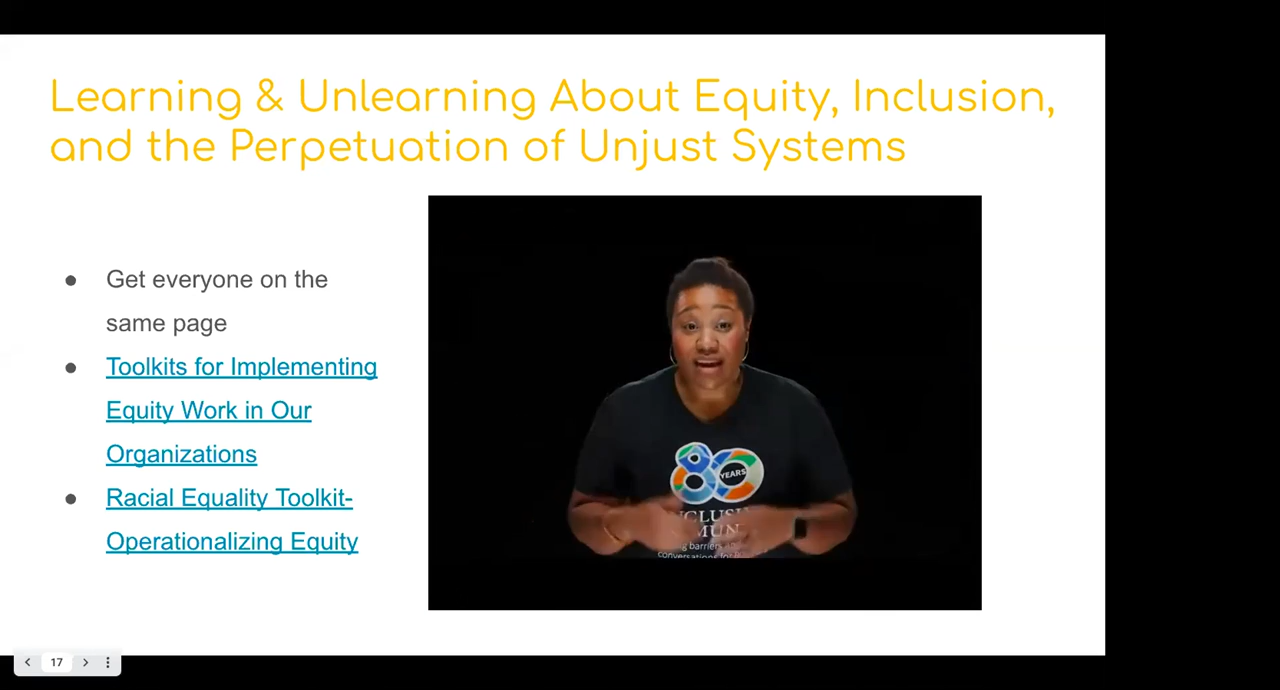 Learning & Unlearning About Equity, Inclusion,
and the Perpetuation of Unjust Systems
Get everyone on the
same page
Toolkits for Implementing
Equity Work in Our
Organizations
Racial Equality Toolkit-
Operationalizing Equity
80
YEARS
17